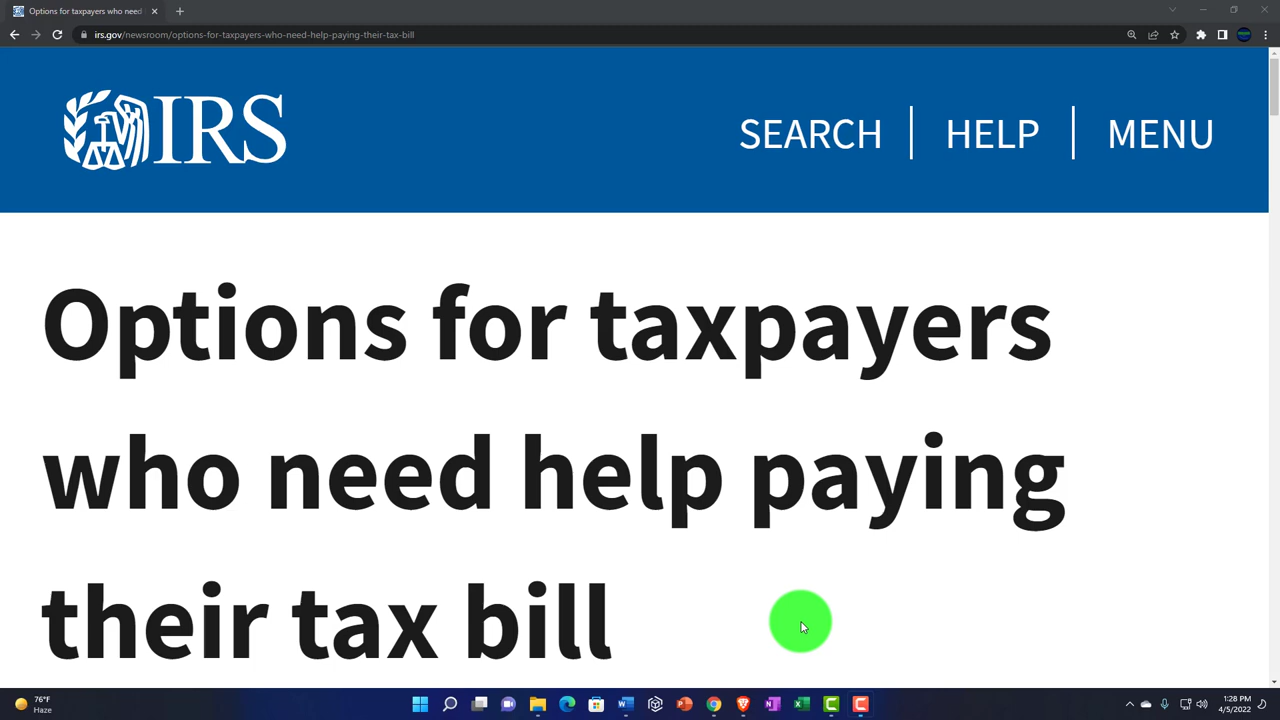 Options for taxpayers who need
irs.gov/newsroom/options-for-taxpayers-who-need-help-paying-their-tax-bill
IRS
SEARCH
HELP
MENU
Options for taxpayers
who need help paying
their tax bill
76°F
Haze
1:28 PM
4/5/2022